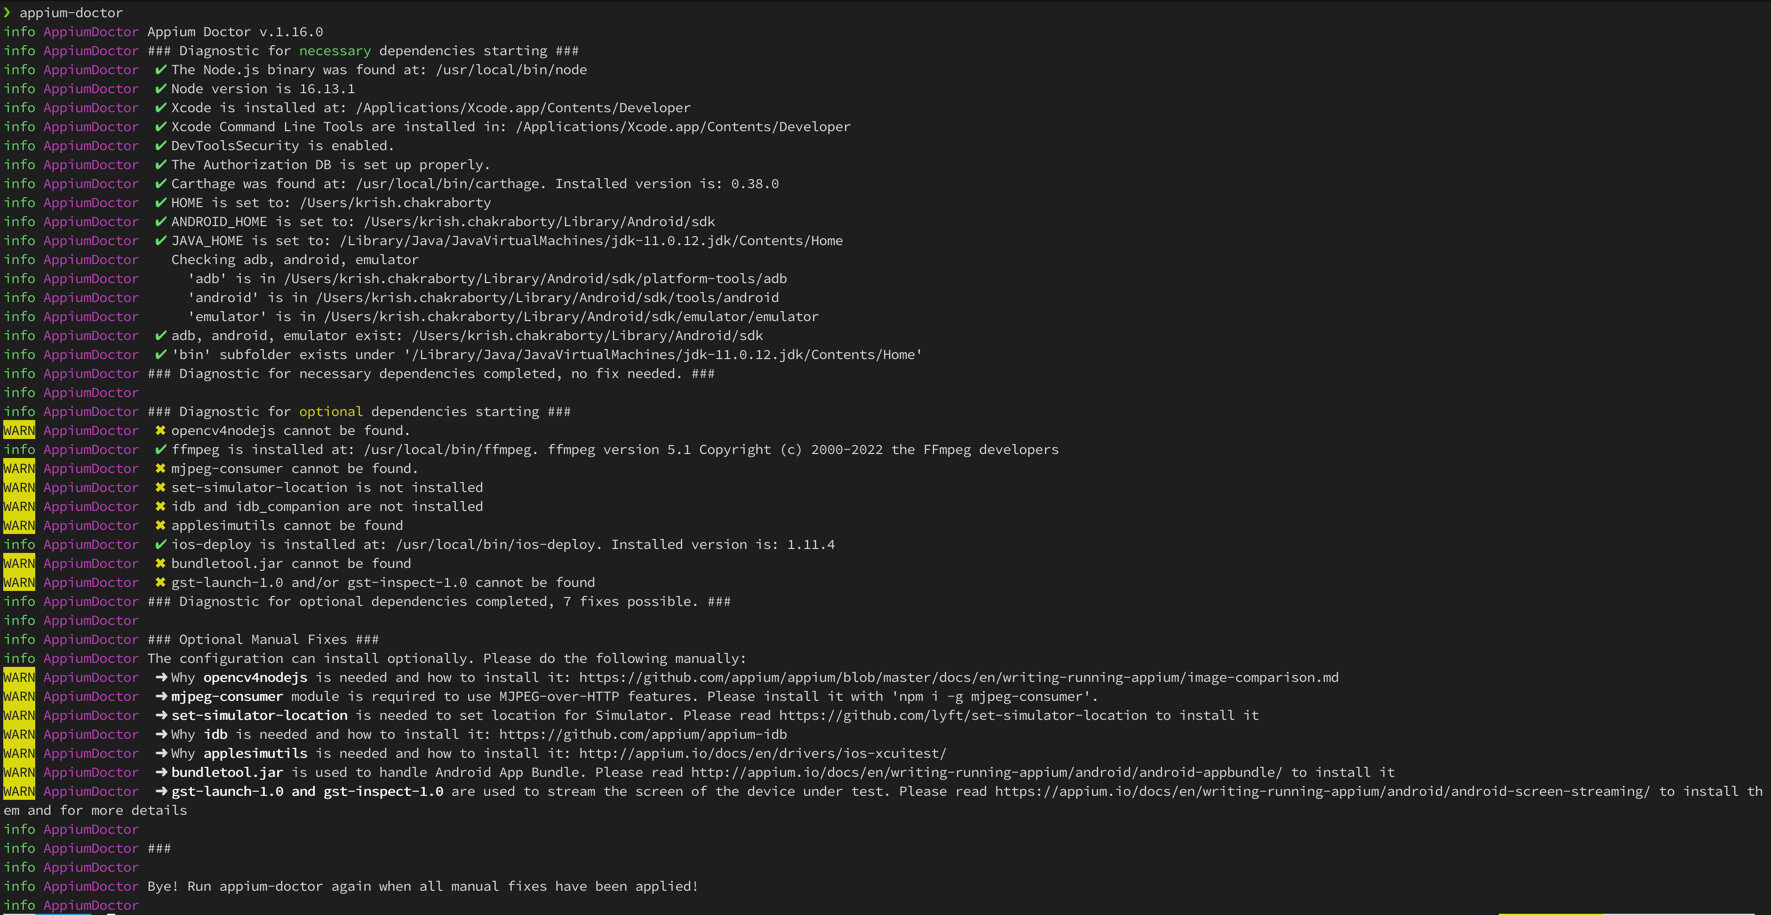 ❯ appium-doctor
info AppiumDoctor Appium Doctor v.1.16.0
info AppiumDoctor ### Diagnostic for necessary dependencies starting ###
info AppiumDoctor  ✔ The Node.js binary was found at: /usr/local/bin/node
info AppiumDoctor  ✔ Node version is 16.13.1
info AppiumDoctor  ✔ Xcode is installed at: /Applications/Xcode.app/Contents/Developer
info AppiumDoctor  ✔ Xcode Command Line Tools are installed in: /Applications/Xcode.app/Contents/Developer
info AppiumDoctor  ✔ DevToolsSecurity is enabled.
info AppiumDoctor  ✔ The Authorization DB is set up properly.
info AppiumDoctor  ✔ Carthage was found at: /usr/local/bin/carthage. Installed version is: 0.38.0
info AppiumDoctor  ✔ HOME is set to: /Users/krish.chakraborty
info AppiumDoctor  ✔ ANDROID_HOME is set to: /Users/krish.chakraborty/Library/Android/sdk
info AppiumDoctor  ✔ JAVA_HOME is set to: /Library/Java/JavaVirtualMachines/jdk-11.0.12.jdk/Contents/Home
info AppiumDoctor    Checking adb, android, emulator
info AppiumDoctor      'adb' is in /Users/krish.chakraborty/Library/Android/sdk/platform-tools/adb
info AppiumDoctor      'android' is in /Users/krish.chakraborty/Library/Android/sdk/tools/android
info AppiumDoctor      'emulator' is in /Users/krish.chakraborty/Library/Android/sdk/emulator/emulator
info AppiumDoctor  ✔ adb, android, emulator exist: /Users/krish.chakraborty/Library/Android/sdk
info AppiumDoctor  ✔ 'bin' subfolder exists under '/Library/Java/JavaVirtualMachines/jdk-11.0.12.jdk/Contents/Home'
info AppiumDoctor ### Diagnostic for necessary dependencies completed, no fix needed. ###
info AppiumDoctor
info AppiumDoctor ### Diagnostic for optional dependencies starting ###
WARN AppiumDoctor  ✖ opencv4nodejs cannot be found.
info AppiumDoctor  ✔ ffmpeg is installed at: /usr/local/bin/ffmpeg. ffmpeg version 5.1 Copyright (c) 2000-2022 the FFmpeg developers
WARN AppiumDoctor  ✖ mjpeg-consumer cannot be found.
WARN AppiumDoctor  ✖ set-simulator-location is not installed
WARN AppiumDoctor  ✖ idb and idb_companion are not installed
WARN AppiumDoctor  ✖ applesimutils cannot be found
info AppiumDoctor  ✔ ios-deploy is installed at: /usr/local/bin/ios-deploy. Installed version is: 1.11.4
WARN AppiumDoctor  ✖ bundletool.jar cannot be found
WARN AppiumDoctor  ✖ gst-launch-1.0 and/or gst-inspect-1.0 cannot be found
info AppiumDoctor ### Diagnostic for optional dependencies completed, 7 fixes possible. ###
info AppiumDoctor
info AppiumDoctor ### Optional Manual Fixes ###
info AppiumDoctor The configuration can install optionally. Please do the following manually:
WARN AppiumDoctor  ➜ Why opencv4nodejs is needed and how to install it: https://github.com/appium/appium/blob/master/docs/en/writing-running-appium/image-comparison.md
WARN AppiumDoctor  ➜ mjpeg-consumer module is required to use MJPEG-over-HTTP features. Please install it with 'npm i -g mjpeg-consumer'.
WARN AppiumDoctor  ➜ set-simulator-location is needed to set location for Simulator. Please read https://github.com/lyft/set-simulator-location to install it
WARN AppiumDoctor  ➜ Why idb is needed and how to install it: https://github.com/appium/appium-idb
WARN AppiumDoctor  ➜ Why applesimutils is needed and how to install it: http://appium.io/docs/en/drivers/ios-xcuitest/
WARN AppiumDoctor  ➜ bundletool.jar is used to handle Android App Bundle. Please read http://appium.io/docs/en/writing-running-appium/android/android-appbundle/ to install it
WARN AppiumDoctor  ➜ gst-launch-1.0 and gst-inspect-1.0 are used to stream the screen of the device under test. Please read https://appium.io/docs/en/writing-running-appium/android/android-screen-streaming/ to install th
em and for more details
info AppiumDoctor
info AppiumDoctor ###
info AppiumDoctor
info AppiumDoctor Bye! Run appium-doctor again when all manual fixes have been applied!
info AppiumDoctor